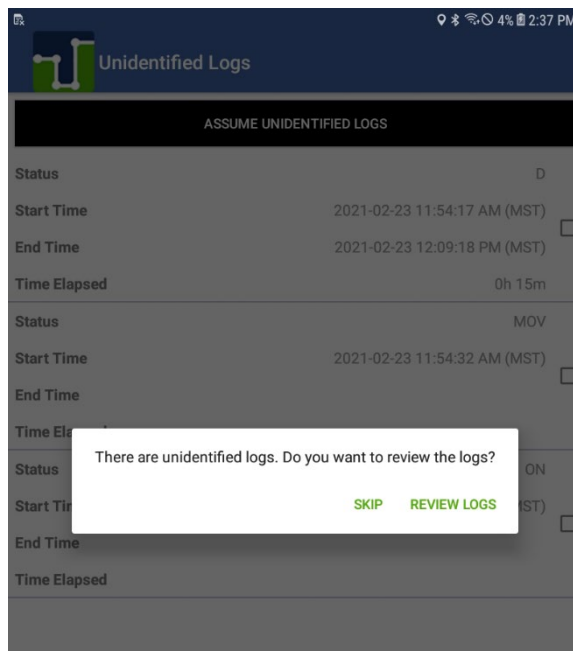 4% 2:37 PM
Unidentified Logs
ASSUME UNIDENTIFIED LOGS
Status D
Start Time 2021-02-23 11:54:17 AM (MST)
End Time 2021-02-23 12:09:18 PM (MST)
Time Elapsed 0h 15m
Status MOV
Start Time 2021-02-23 11:54:32 AM (MST)
End Time
Time
There are unidentified logs. Do you want to review the logs?
Status ON
SKIP REVIEW LOGS
Start
End Time
Time Elapsed